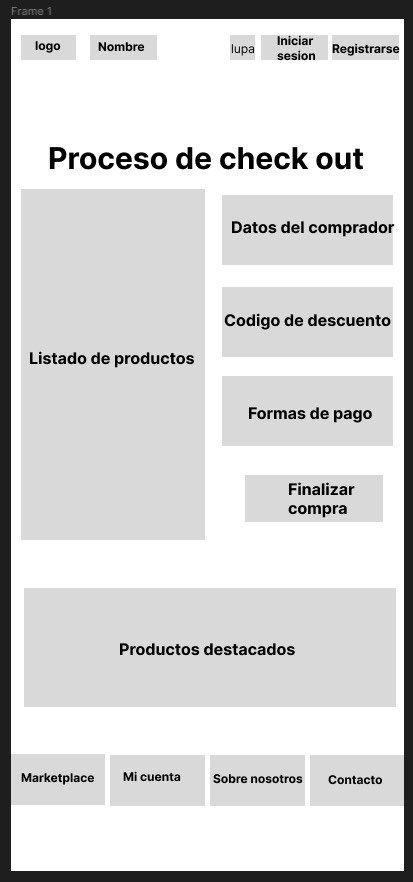 Frame 1
logo
Nombre
lupa
Iniciar
sesion
Registrarse
Proceso de check out
Listado de productos
Datos del comprador
Codigo de descuento
Formas de pago
Finalizar
compra
Productos destacados
Marketplace
Mi cuenta
Sobre nosotros
Contacto